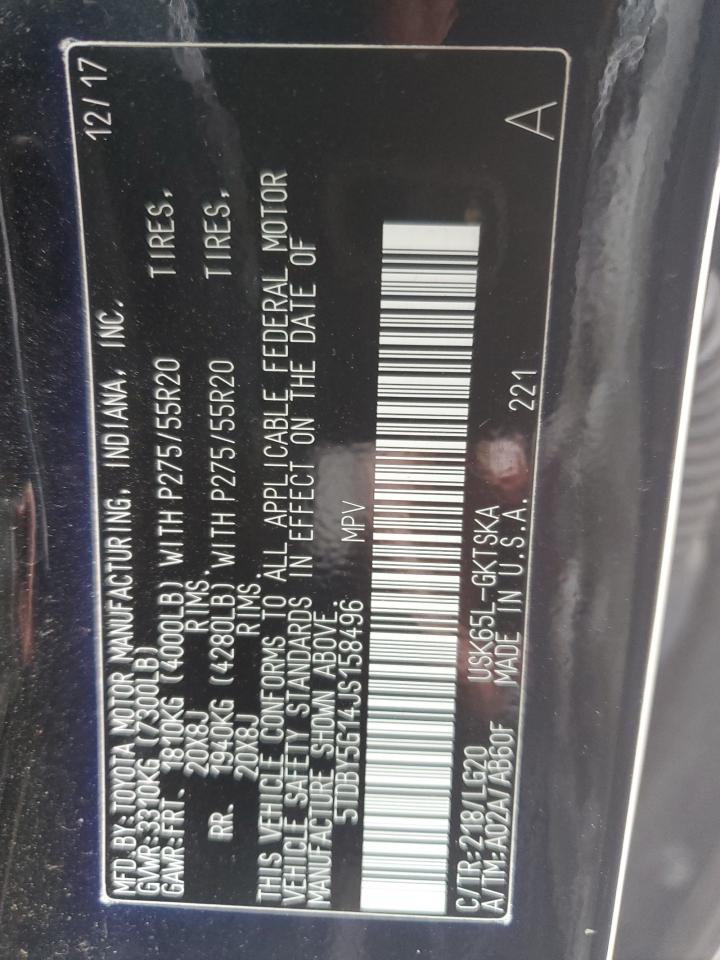 MFD.BY:TOYOTA MOTOR MANUFACTURING, INDIANA, INC. 12/17
GVWR:3310KG (7300LB)
GAWR:FRT. 1810KG (4000LB) WITH P275/55R20 TIRES,
20X8J RIMS.
RR. 1940KG (4280LB) WITH P275/55R20 TIRES,
20X8J RIMS.
THIS VEHICLE CONFORMS TO ALL APPLICABLE FEDERAL MOTOR
VEHICLE SAFETY STANDARDS IN EFFECT ON THE DATE OF
MANUFACTURE SHOWN ABOVE.
5TDBY5G14JS158496 MPV
C/TR:218/LG20 USK65L-GKTSKA
A/TM:A02A/AB60F MADE IN U.S.A. 221 A